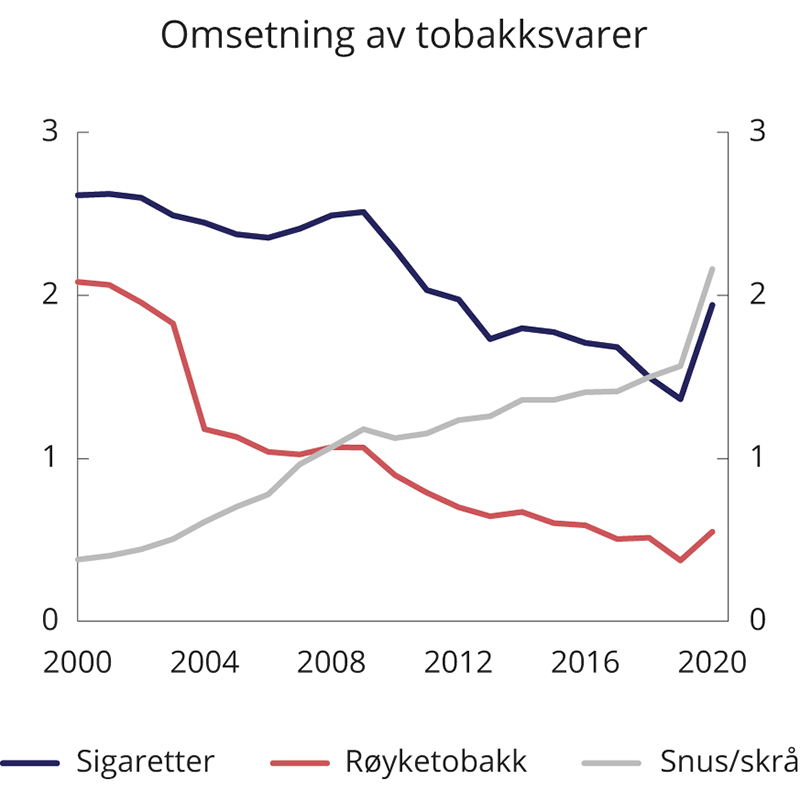 Omsetning av tobakksvarer
3 3
2 2
1 1
0 0
2000 2004 2008 2012 2016 2020
Sigaretter Røyketobakk Snus/skrå